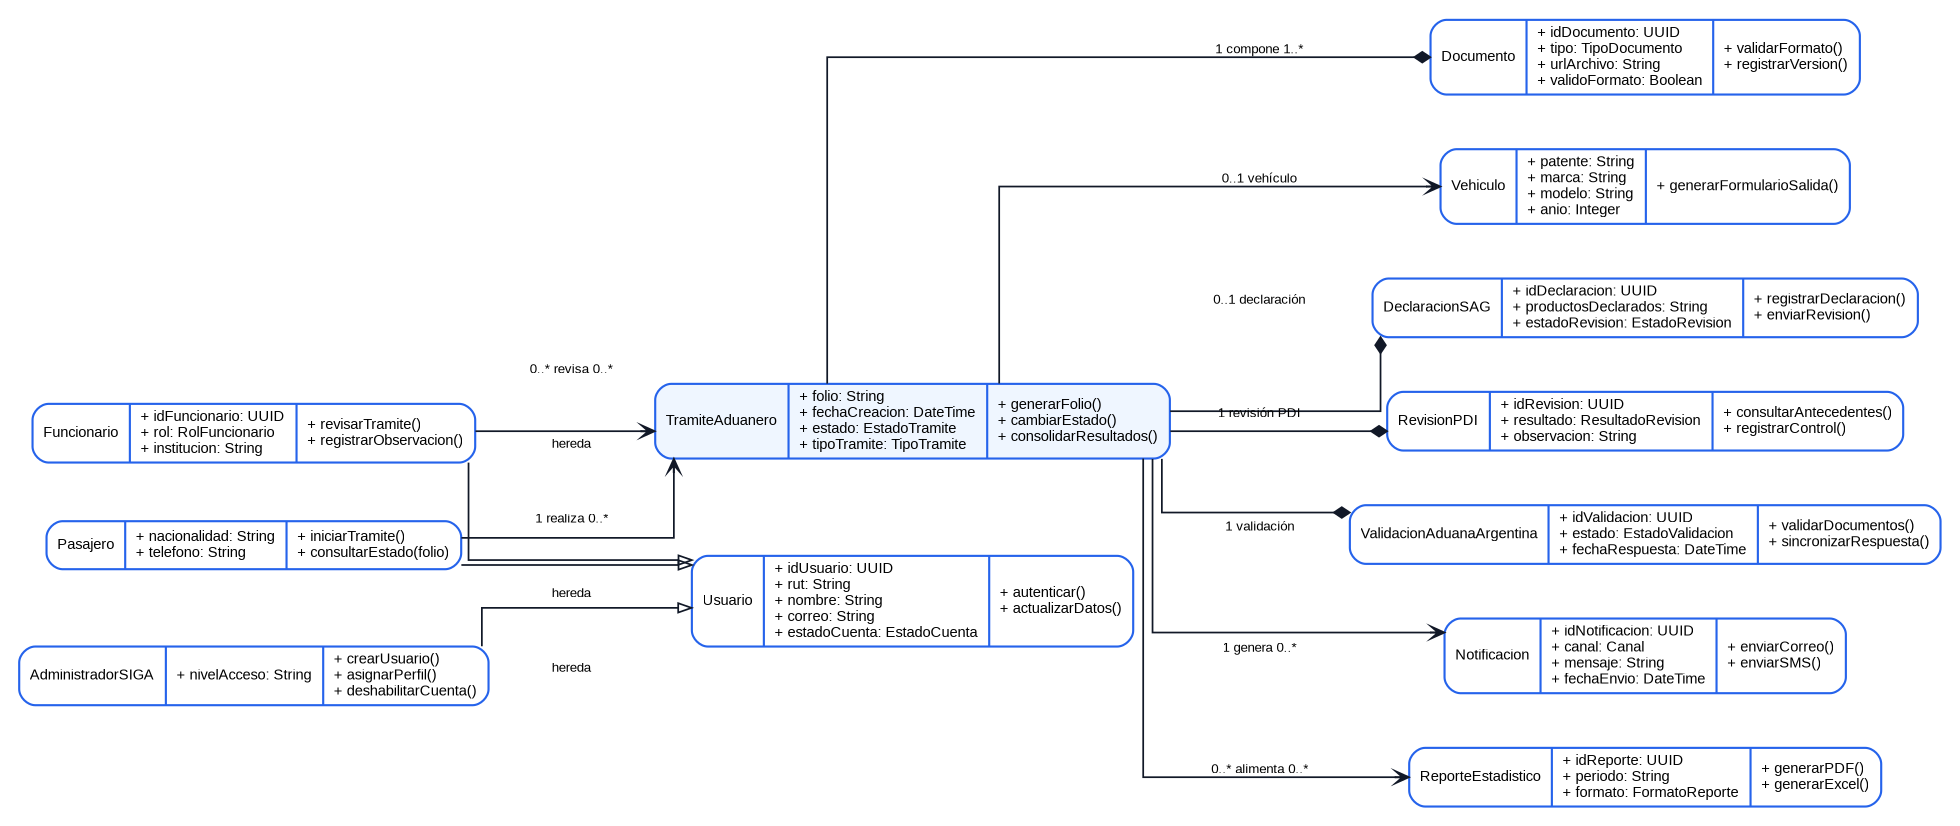 Documento
+ idDocumento: UUID
+ tipo: TipoDocumento
+ urlArchivo: String
+ validoFormato: Boolean
+ validarFormato()
+ registrarVersion()
1 compone 1..*
Vehiculo
+ patente: String
+ marca: String
+ modelo: String
+ anio: Integer
+ generarFormularioSalida()
0..1 vehículo
DeclaracionSAG
+ idDeclaracion: UUID
+ productosDeclarados: String
+ estadoRevision: EstadoRevision
+ registrarDeclaracion()
+ enviarRevision()
0..1 declaración
0..* revisa 0..*
Funcionario
+ idFuncionario: UUID
+ rol: RolFuncionario
+ institucion: String
+ revisarTramite()
+ registrarObservacion()
hereda
TramiteAduanero
+ folio: String
+ fechaCreacion: DateTime
+ estado: EstadoTramite
+ tipoTramite: TipoTramite
+ generarFolio()
+ cambiarEstado()
+ consolidarResultados()
1 revisión PDI
RevisionPDI
+ idRevision: UUID
+ resultado: ResultadoRevision
+ observacion: String
+ consultarAntecedentes()
+ registrarControl()
Pasajero
+ nacionalidad: String
+ telefono: String
+ iniciarTramite()
+ consultarEstado(folio)
1 realiza 0..*
hereda
Usuario
+ idUsuario: UUID
+ rut: String
+ nombre: String
+ correo: String
+ estadoCuenta: EstadoCuenta
+ autenticar()
+ actualizarDatos()
1 validación
ValidacionAduanaArgentina
+ idValidacion: UUID
+ estado: EstadoValidacion
+ fechaRespuesta: DateTime
+ validarDocumentos()
+ sincronizarRespuesta()
AdministradorSIGA
+ nivelAcceso: String
+ crearUsuario()
+ asignarPerfil()
+ deshabilitarCuenta()
hereda
1 genera 0..*
Notificacion
+ idNotificacion: UUID
+ canal: Canal
+ mensaje: String
+ fechaEnvio: DateTime
+ enviarCorreo()
+ enviarSMS()
0..* alimenta 0..*
ReporteEstadistico
+ idReporte: UUID
+ periodo: String
+ formato: FormatoReporte
+ generarPDF()
+ generarExcel()